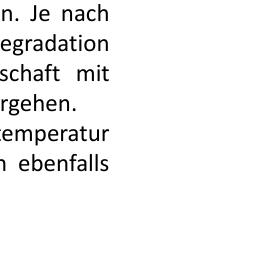 n. Je nach
egradation
schaft mit
rgehen.
temperatur
n ebenfalls